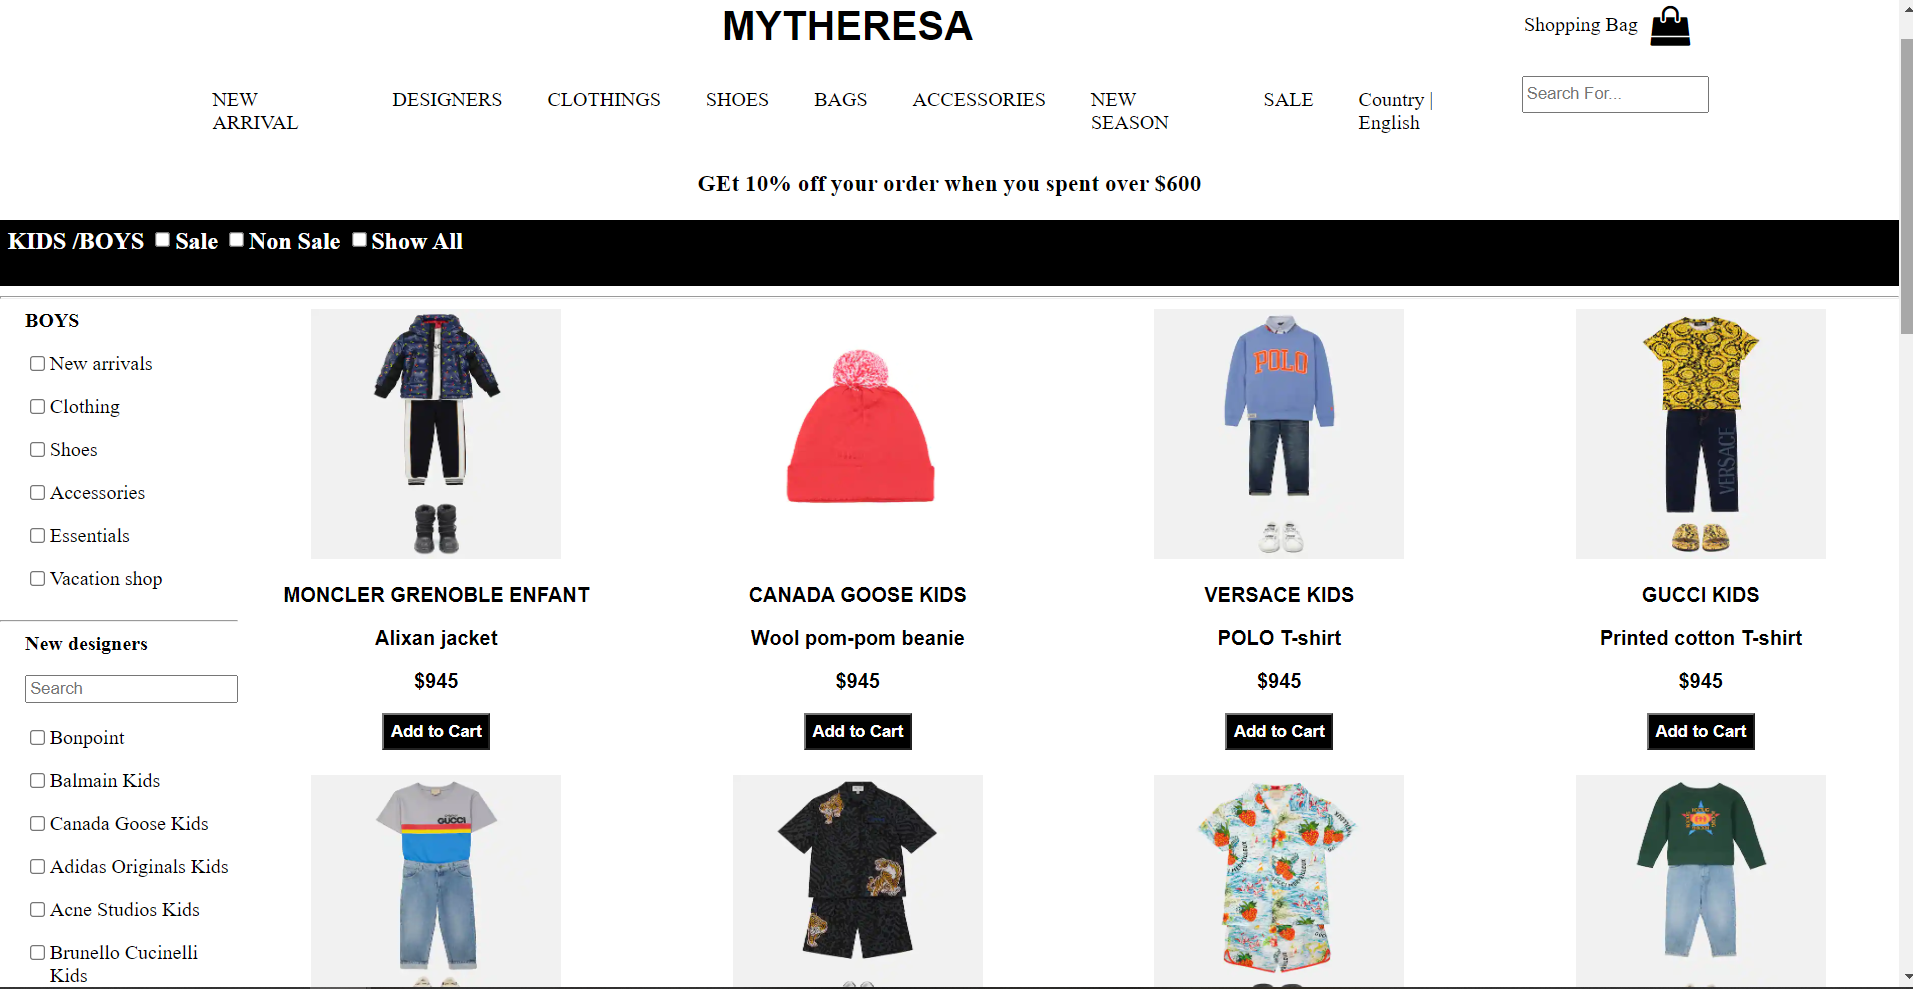 MYTHERESA
Shopping Bag
NEW
ARRIVAL
DESIGNERS
CLOTHINGS
SHOES
BAGS
ACCESSORIES
NEW
SEASON
SALE
Country |
English
Search For...
GEt 10% off your order when you spent over $600
KIDS /BOYS Sale Non Sale Show All
BOYS
New arrivals
Clothing
Shoes
Accessories
Essentials
Vacation shop
New designers
Search
Bonpoint
Balmain Kids
Canada Goose Kids
Adidas Originals Kids
Acne Studios Kids
Brunello Cucinelli
Kids
MONCLER GRENOBLE ENFANT
Alixan jacket
$945
Add to Cart
CANADA GOOSE KIDS
Wool pom-pom beanie
$945
Add to Cart
POLO
VERSACE KIDS
POLO T-shirt
$945
Add to Cart
VERSACE
GUCCI KIDS
Printed cotton T-shirt
$945
Add to Cart
GUCCI